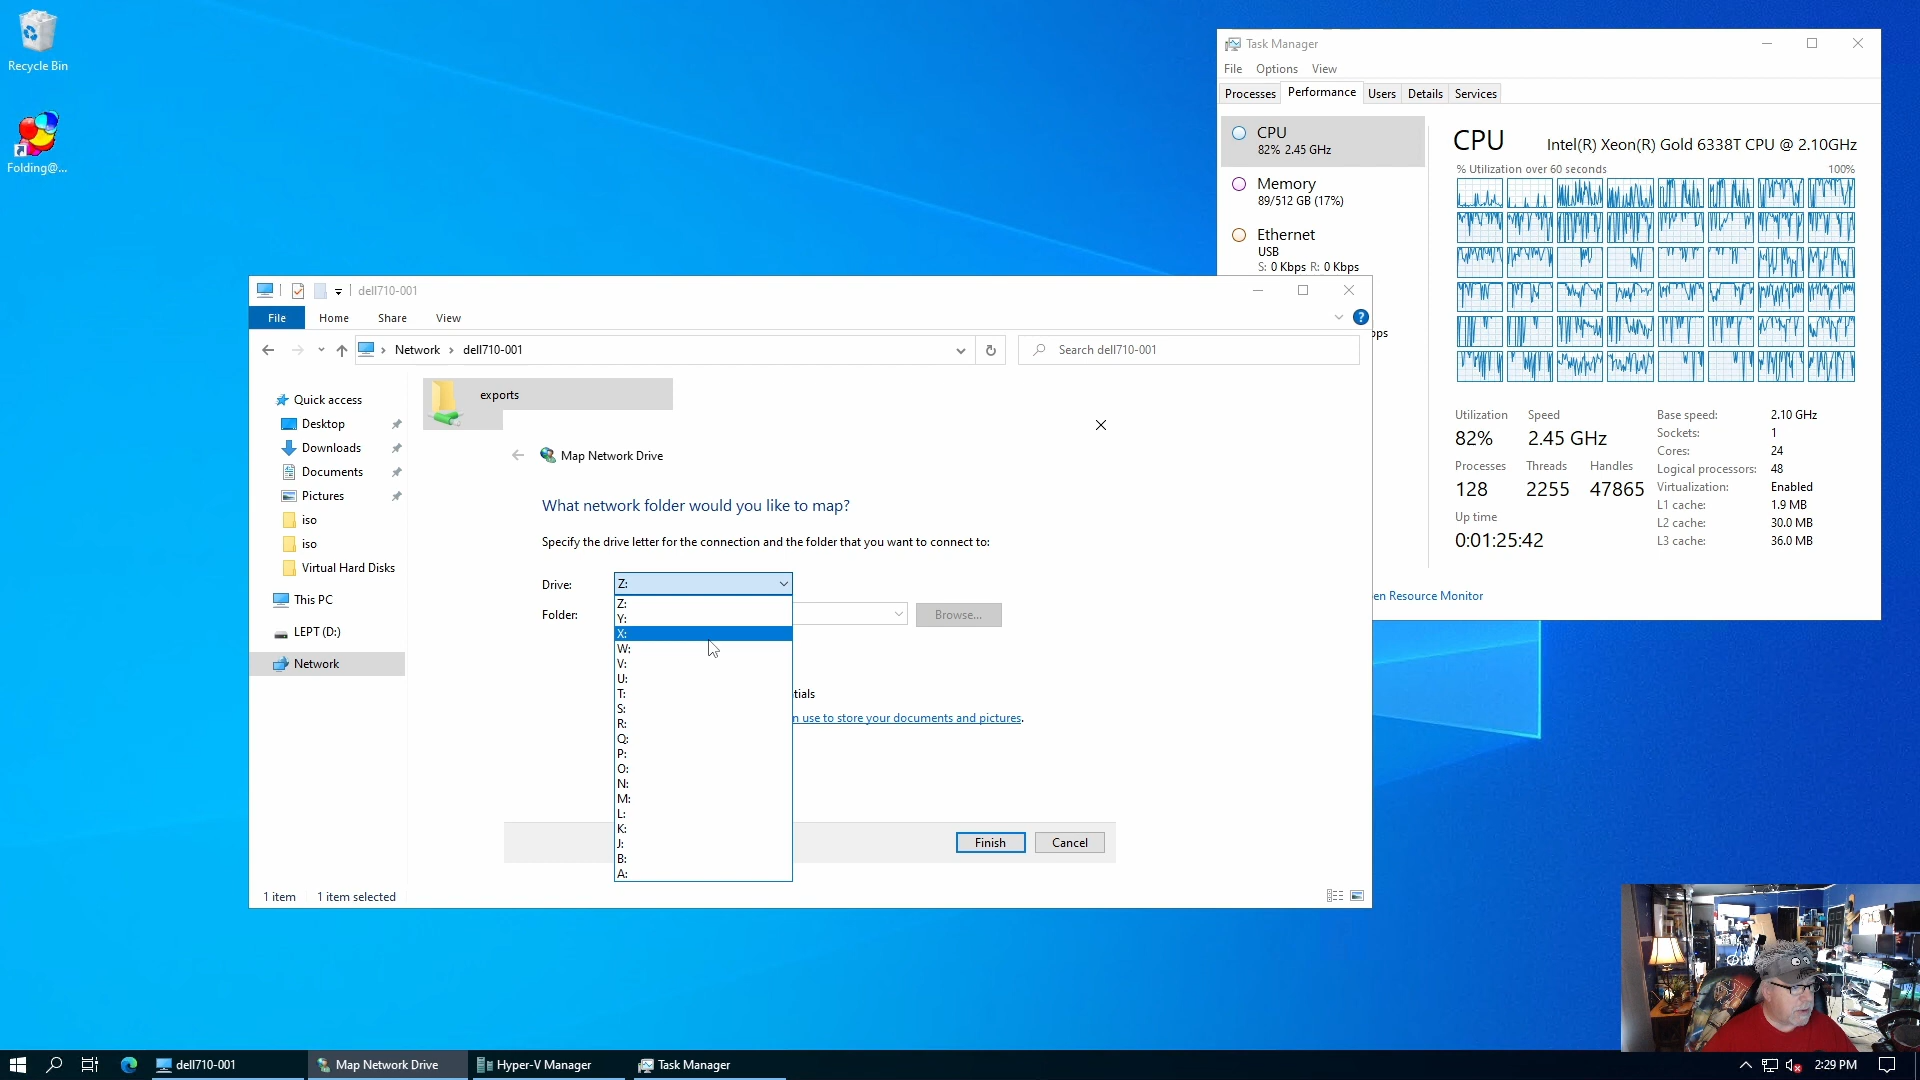 Recycle Bin
Folding@...
Task Manager
File Options View
Processes Performance Users Details Services
CPU
82% 2.45 GHz
Memory
89/512 GB (17%)
Ethernet
USB
S: 0 Kbps R: 0 Kbps
CPU Intel(R) Xeon(R) Gold 6338T CPU @ 2.10GHz
% Utilization over 60 seconds 100%
Utilization Speed
82% 2.45 GHz
Processes Threads Handles
128 2255 47865
Up time
0:01:25:42
Base speed: 2.10 GHz
Sockets: 1
Cores: 24
Logical processors: 48
Virtualization: Enabled
L1 cache: 1.9 MB
L2 cache: 30.0 MB
L3 cache: 36.0 MB
en Resource Monitor
ps
dell710-001
File Home Share View
Network dell710-001
Search dell710-001
Quick access
Desktop
Downloads
Documents
Pictures
iso
iso
Virtual Hard Disks
This PC
LEPT (D:)
Network
exports
Map Network Drive
What network folder would you like to map?
Specify the drive letter for the connection and the folder that you want to connect to:
Drive: Z:
Folder: Browse...
Z:
Y:
X:
W:
V:
U:
T:
S:
R:
Q:
P:
O:
N:
M:
L:
K:
J:
B:
A:
tials
n use to store your documents and pictures.
Finish Cancel
1 item 1 item selected
dell710-001 Map Network Drive Hyper-V Manager Task Manager 2:29 PM